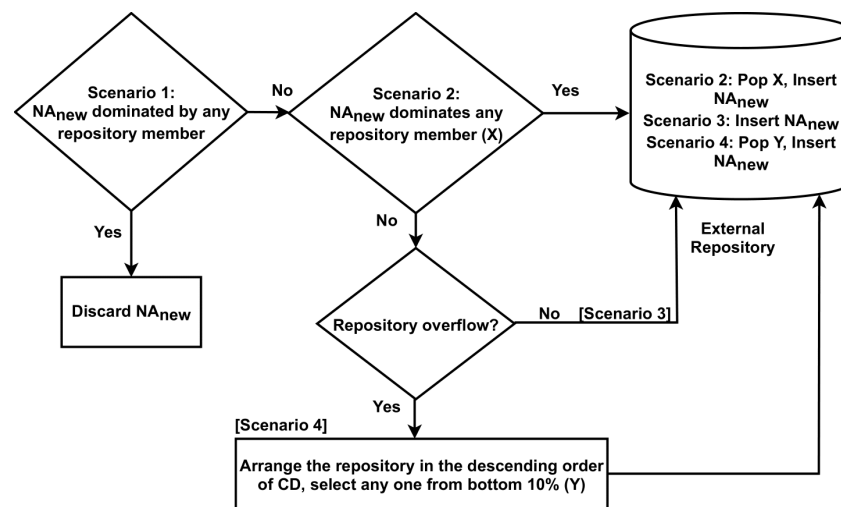 Scenario 1:
NAnew dominated by any
repository member
No
Scenario 2:
NAnew dominates any
repository member (X)
Yes
Scenario 2: Pop X, Insert
NAnew
Scenario 3: Insert NAnew
Scenario 4: Pop Y, Insert
NAnew
Yes
No
External
Repository
Discard NAnew
Repository overflow?
No [Scenario 3]
Yes
[Scenario 4]
Arrange the repository in the descending order
of CD, select any one from bottom 10% (Y)